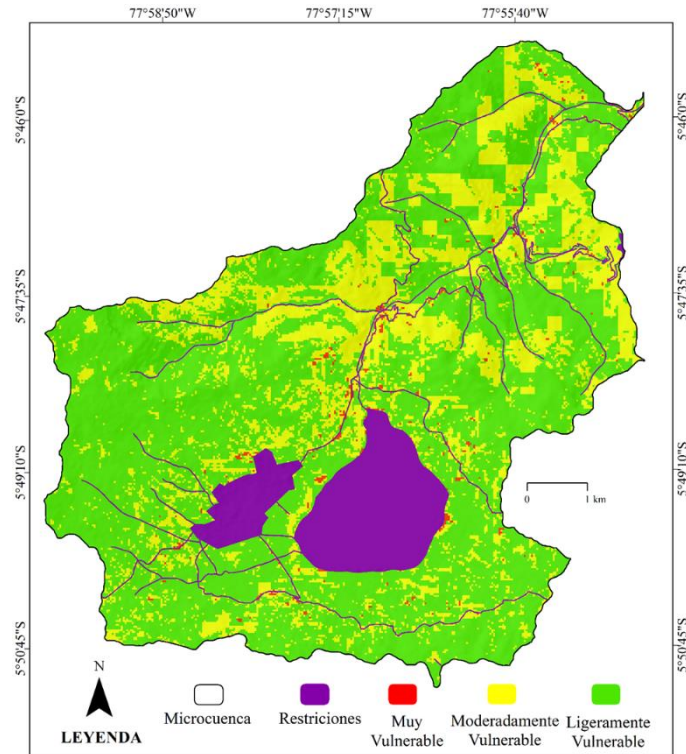 77°58'50"W 77°57'15"W 77°55'40"W
5°46'0"S 5°46'0"S
5°47'35"S 5°47'35"S
5°49'10"S 5°49'10"S
0 1 km
5°50'45"S 5°50'45"S
N
LEYENDA
Microcuenca
Restriciones
Muy
Vulnerable
Moderadamente
Vulnerable
Ligeramente
Vulnerable